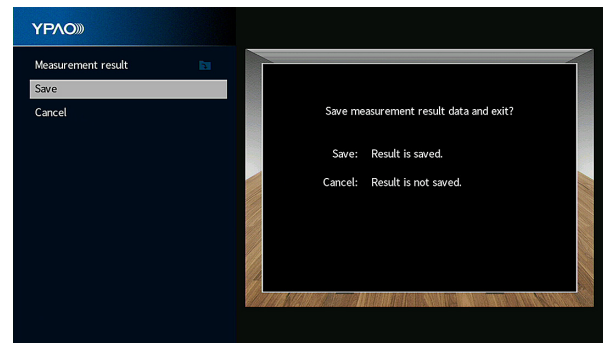 YPAO
Measurement result
Save
Cancel
Save measurement result data and exit?
Save: Result is saved.
Cancel: Result is not saved.